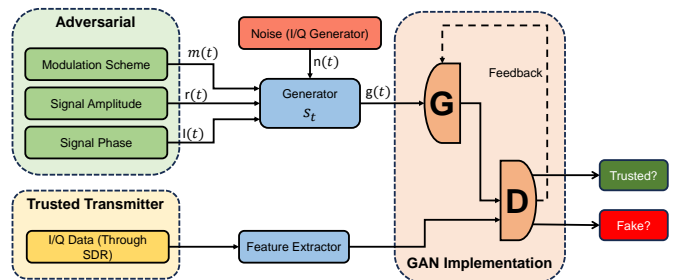 Adversarial
Modulation Scheme
Signal Amplitude
Signal Phase
m(t)
r(t)
l(t)
Noise (I/Q Generator)
n(t)
Generator
s_t
g(t)
G
Feedback
D
GAN Implementation
Trusted?
Fake?
Trusted Transmitter
I/Q Data (Through
SDR)
Feature Extractor